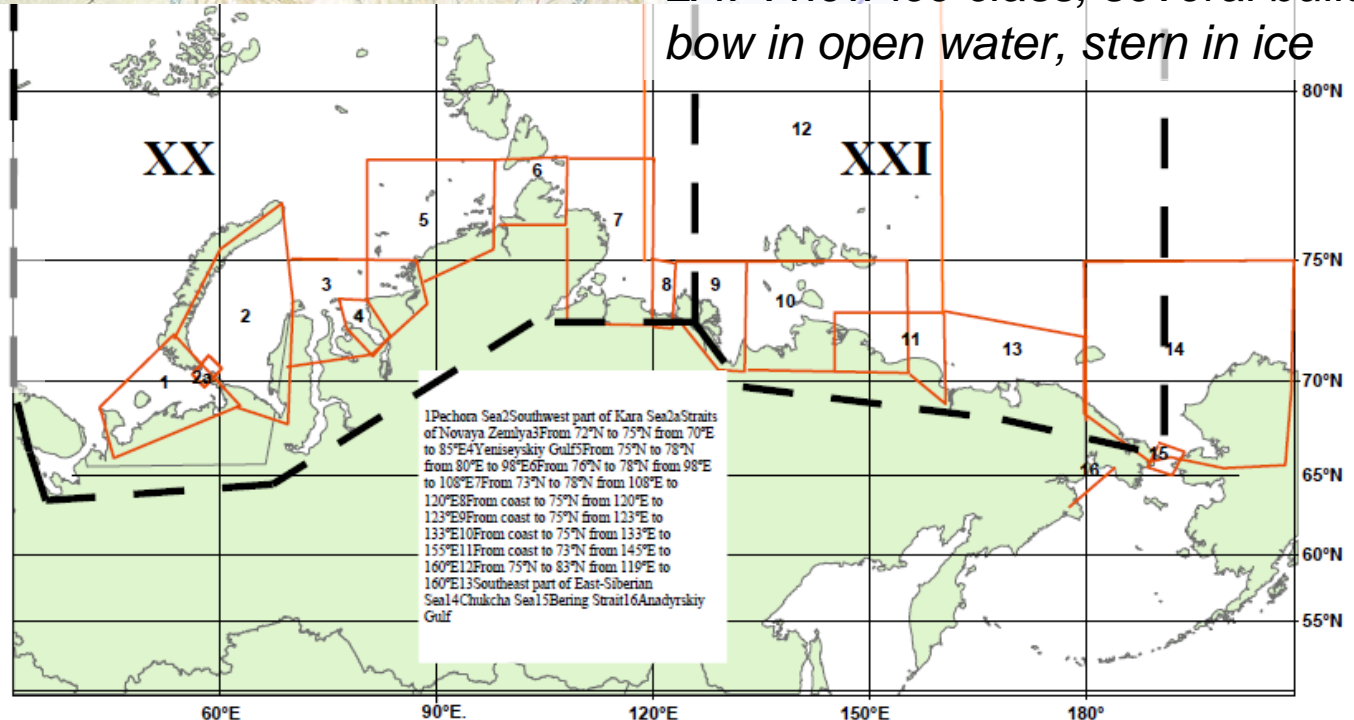 bow in open water, stern in ice
80°N
12
XX
XXI
6
5
7
75°N
3
8
9
10
2
4
11
13
14
1
2a
70°N
1Pechora Sea2Southwest part of Kara Sea2aStraits
of Novaya Zemlya3From 72°N to 75°N from 70°E
to 85°E4Yeniseyskiy Gulf5From 75°N to 78°N
from 80°E to 98°E6From 76°N to 78°N from 98°E
to 108°E7From 73°N to 78°N from 108°E to
120°E8From coast to 75°N from 120°E to
123°E9From coast to 75°N from 123°E to
133°E10From coast to 75°N from 133°E to
155°E11From coast to 73°N from 145°E to
160°E12From 75°N to 83°N from 119°E to
160°E13Southeast part of East-Siberian
Sea14Chukcha Sea15Bering Strait16Anadyrskiy
Gulf
15
16
65°N
60°N
55°N
60°E
90°E.
120°E
150°E
180°